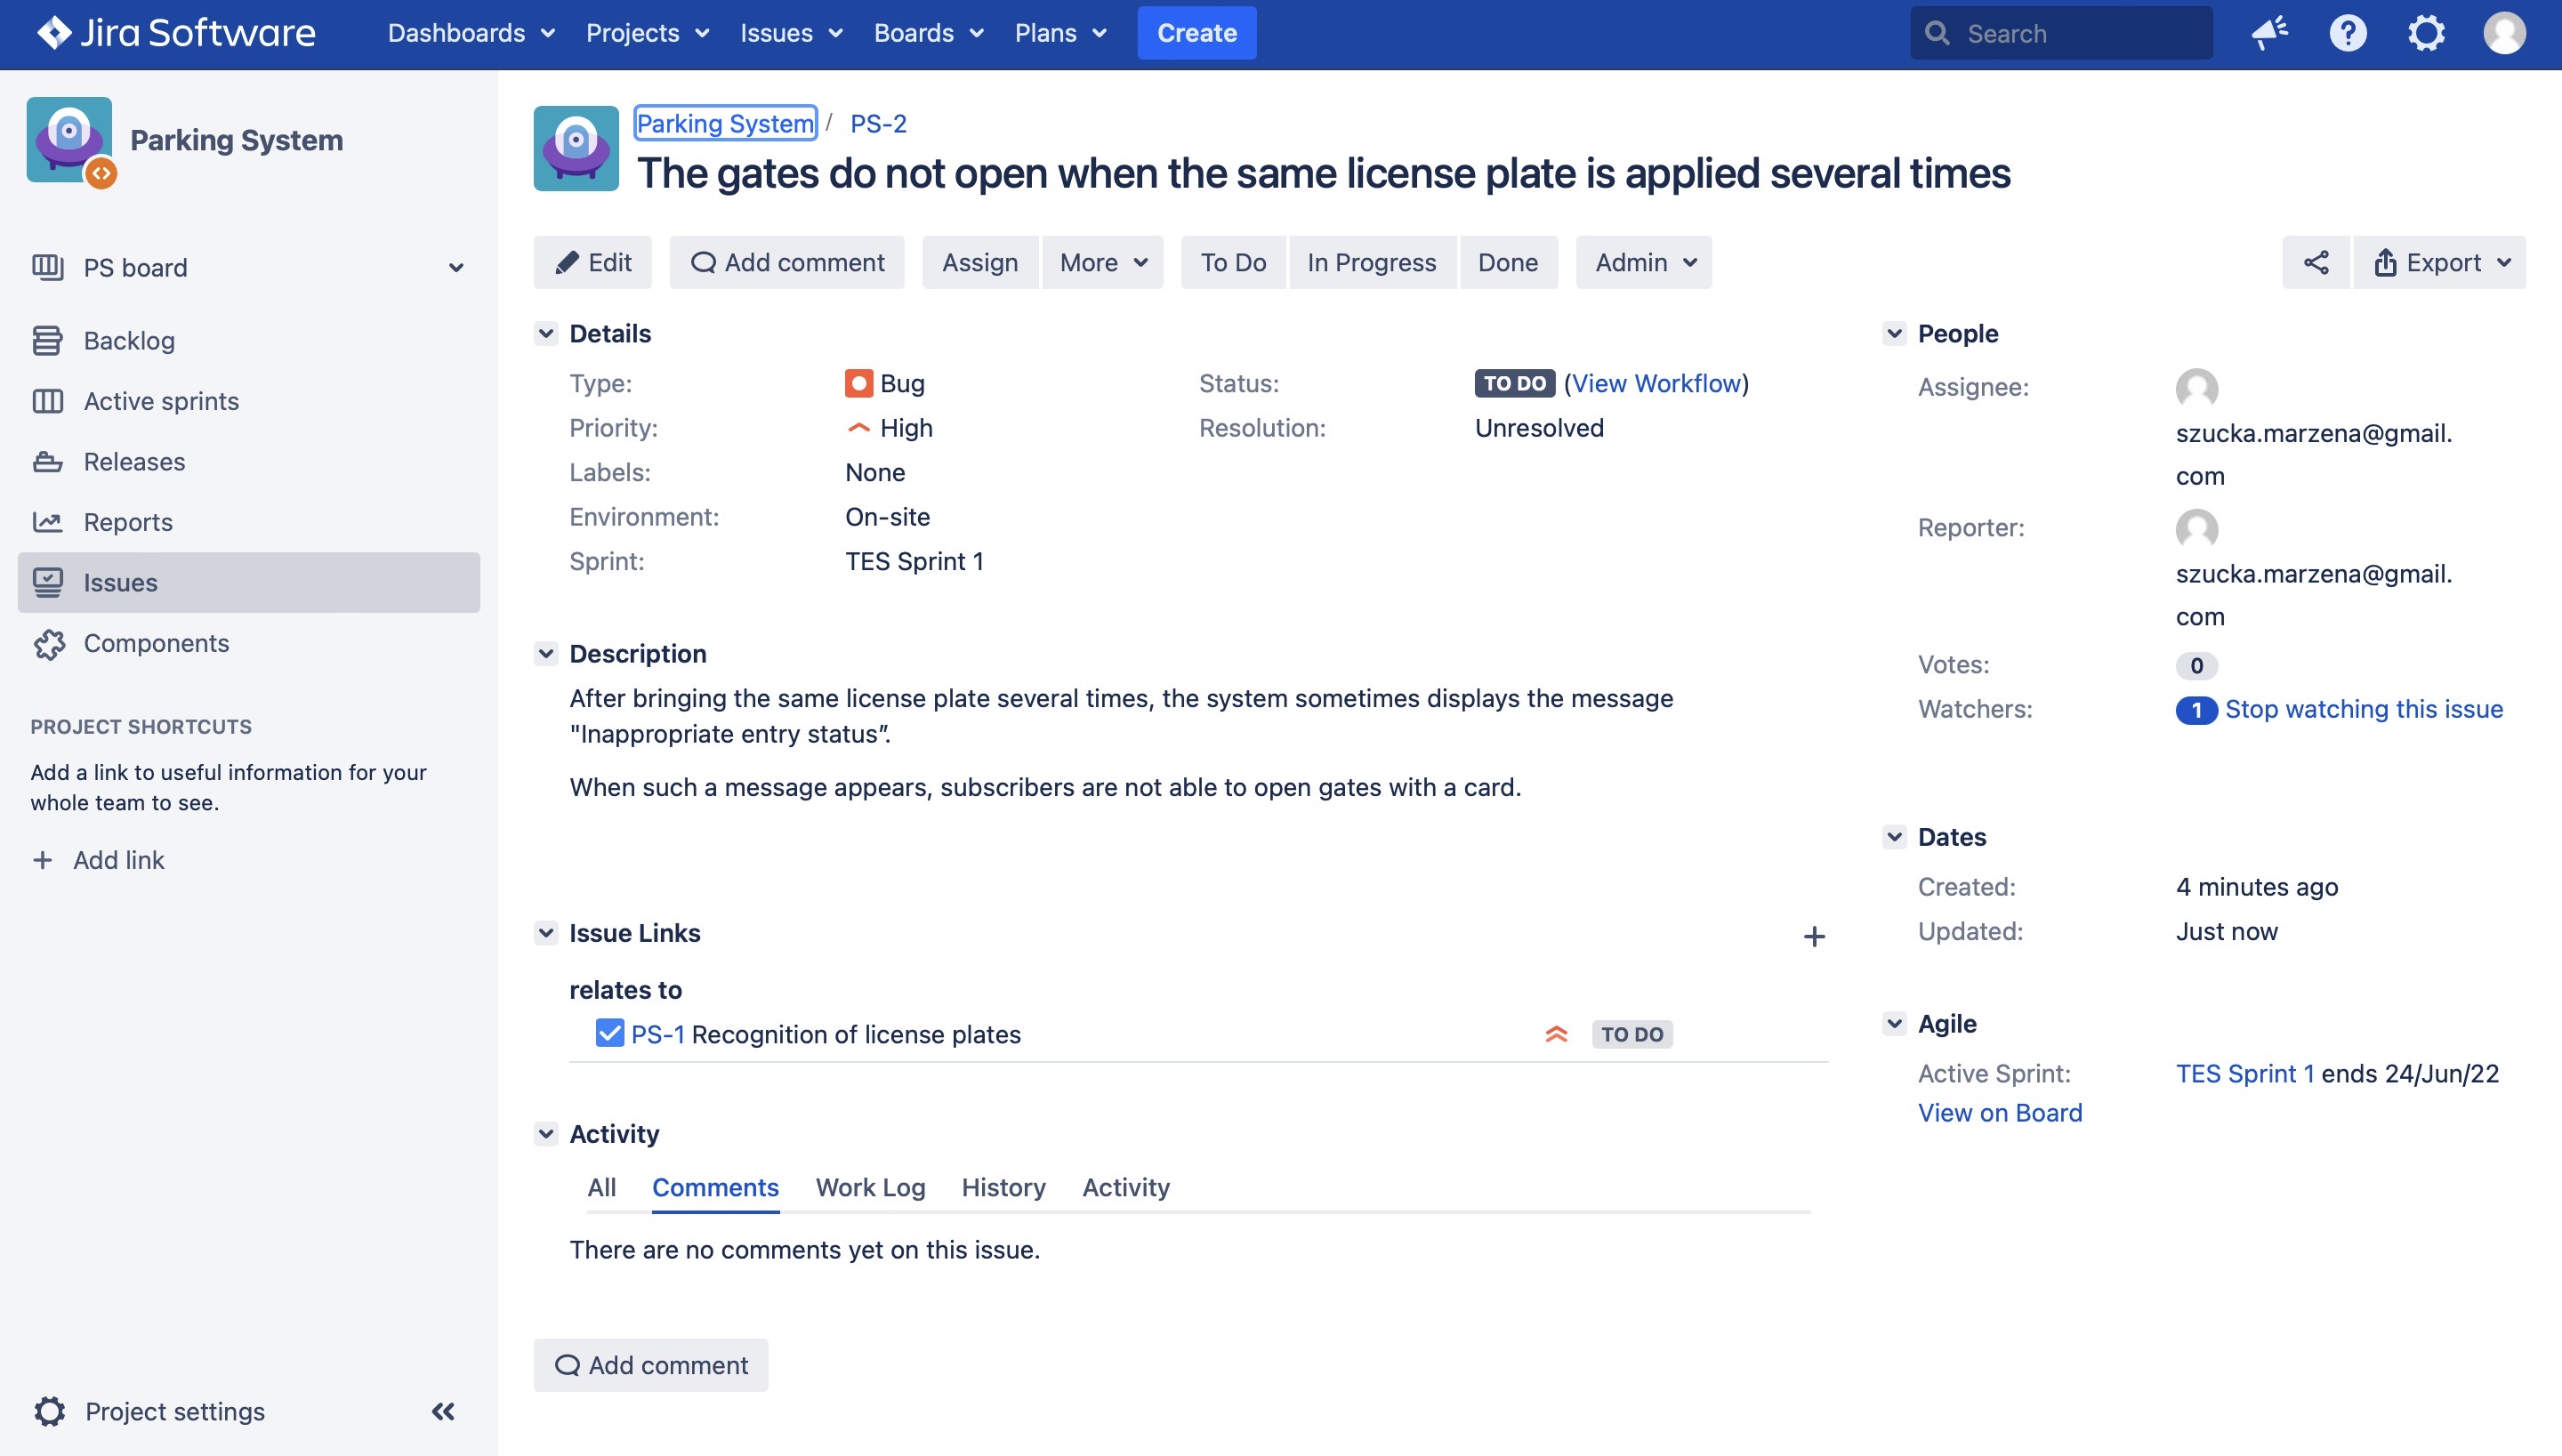 Jira Software Dashboards Projects Issues Boards Plans Create Search
Parking System
PS board
Backlog
Active sprints
Releases
Reports
Issues
Components
PROJECT SHORTCUTS
Add a link to useful information for your
whole team to see.
+ Add link
Project settings
Parking System / PS-2
The gates do not open when the same license plate is applied several times
Edit Add comment Assign More To Do In Progress Done Admin Export
Details
Type: Bug Status: TO DO (View Workflow)
Priority: High Resolution: Unresolved
Labels: None
Environment: On-site
Sprint: TES Sprint 1
Description
After bringing the same license plate several times, the system sometimes displays the message
"Inappropriate entry status”.
When such a message appears, subscribers are not able to open gates with a card.
Issue Links
relates to
PS-1 Recognition of license plates TO DO
Activity
All Comments Work Log History Activity
There are no comments yet on this issue.
Add comment
People
Assignee:
szucka.marzena@gmail.
com
Reporter:
szucka.marzena@gmail.
com
Votes: 0
Watchers: 1 Stop watching this issue
Dates
Created: 4 minutes ago
Updated: Just now
Agile
Active Sprint: TES Sprint 1 ends 24/Jun/22
View on Board